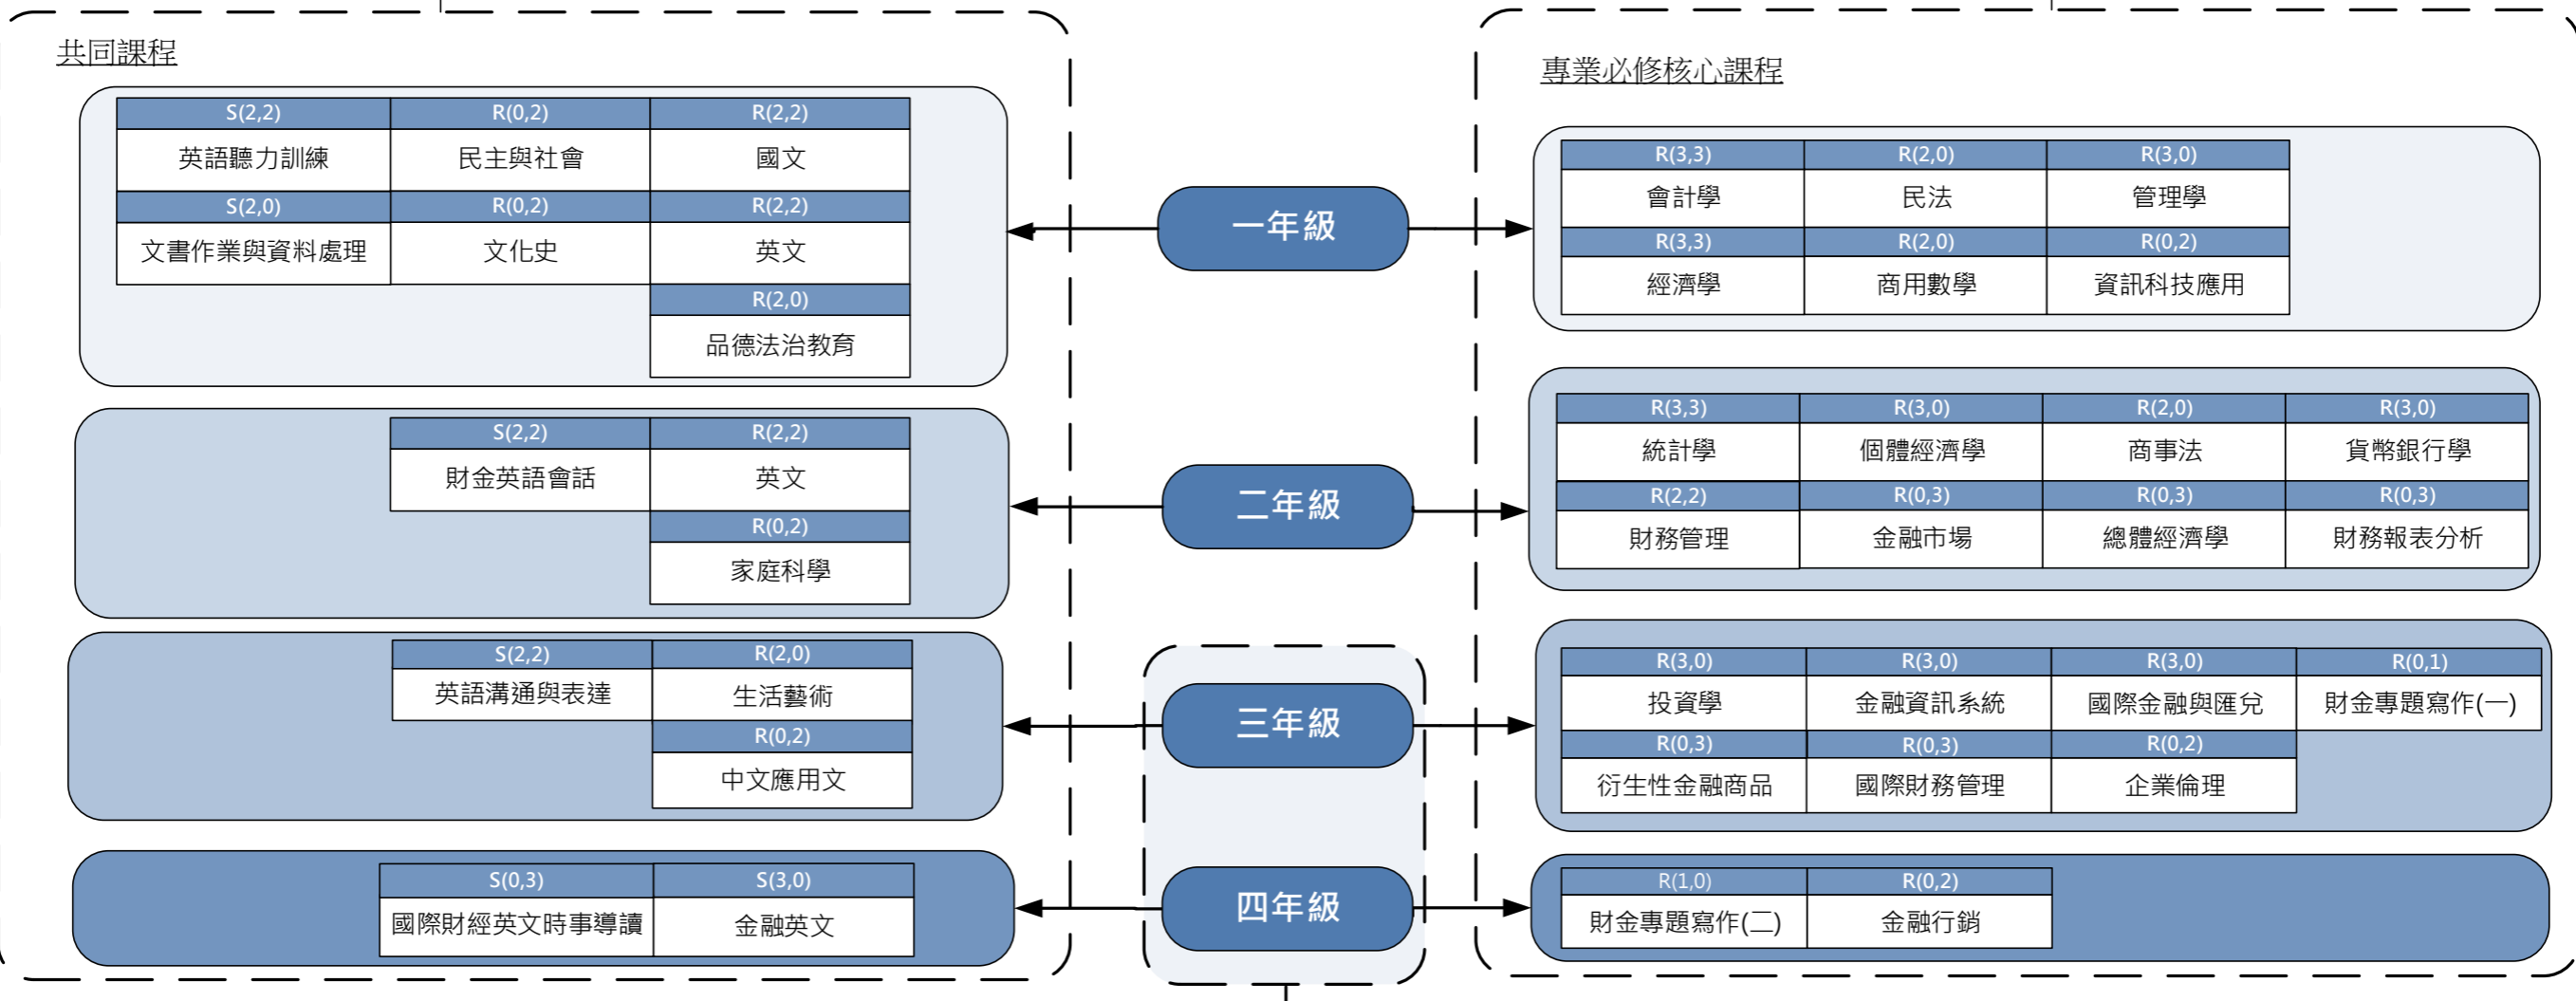 共同課程
S(2,2) R(0,2) R(2,2)
英語聽力訓練 民主與社會 國文
S(2,0) R(0,2) R(2,2)
文書作業與資料處理 文化史 英文
R(2,0)
品德法治教育
S(2,2) R(2,2)
財金英語會話 英文
R(0,2)
家庭科學
S(2,2) R(2,0)
英語溝通與表達 生活藝術
R(0,2)
中文應用文
S(0,3) S(3,0)
國際財經英文時事導讀 金融英文
一年級
二年級
三年級
四年級
專業必修核心課程
R(3,3) R(2,0) R(3,0)
會計學 民法 管理學
R(3,3) R(2,0) R(0,2)
經濟學 商用數學 資訊科技應用
R(3,3) R(3,0) R(2,0) R(3,0)
統計學 個體經濟學 商事法 貨幣銀行學
R(2,2) R(0,3) R(0,3) R(0,3)
財務管理 金融市場 總體經濟學 財務報表分析
R(3,0) R(3,0) R(3,0) R(0,1)
投資學 金融資訊系統 國際金融與匯兌 財金專題寫作(一)
R(0,3) R(0,3) R(0,2)
衍生性金融商品 國際財務管理 企業倫理
R(1,0) R(0,2)
財金專題寫作(二) 金融行銷